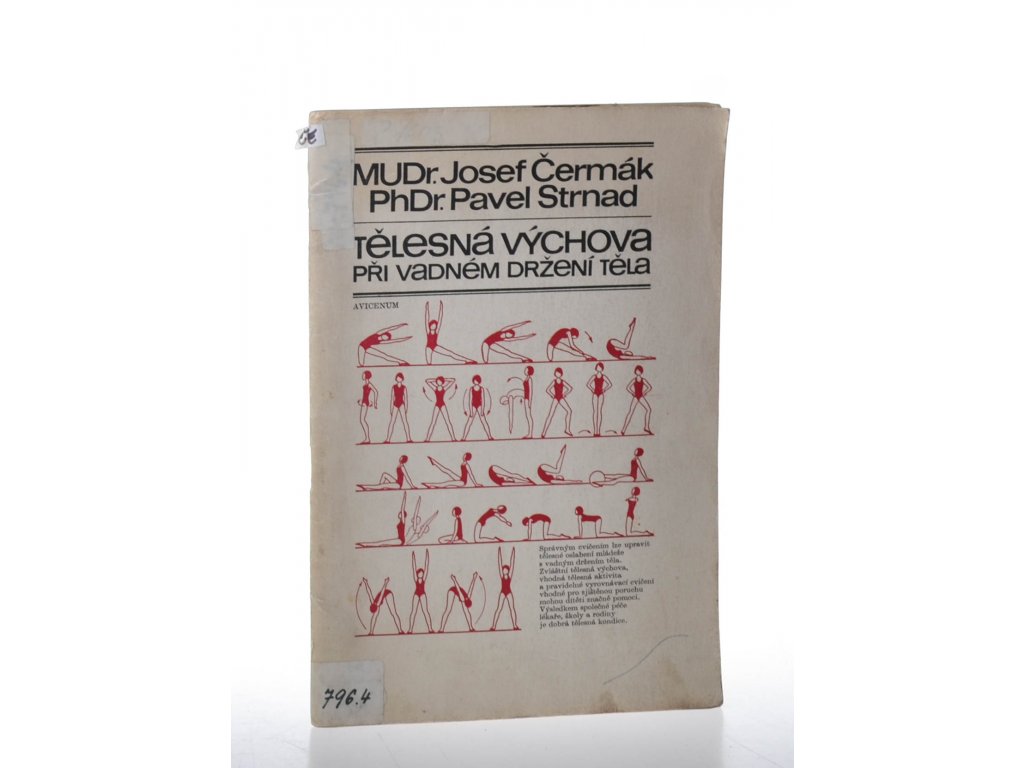 MUDr. Josef Čermák
PhDr. Pavel Strnad
TĚLESNÁ VÝCHOVA
PŘI VADNÉM DRŽENÍ TĚLA
AVICENUM
Správným cvičením lze upravit
tělesné oslabení mládeže
s vadným držením těla.
Zvláštní tělesná výchova,
vhodná tělesná aktivita
a pravidelné vyrovnávací cvičení
vhodné pro zjištěnou poruchu
mohou dítěti značně pomoci.
Výsledkem společné péče
lékaře, školy a rodiny
je dobrá tělesná kondice.
796.4